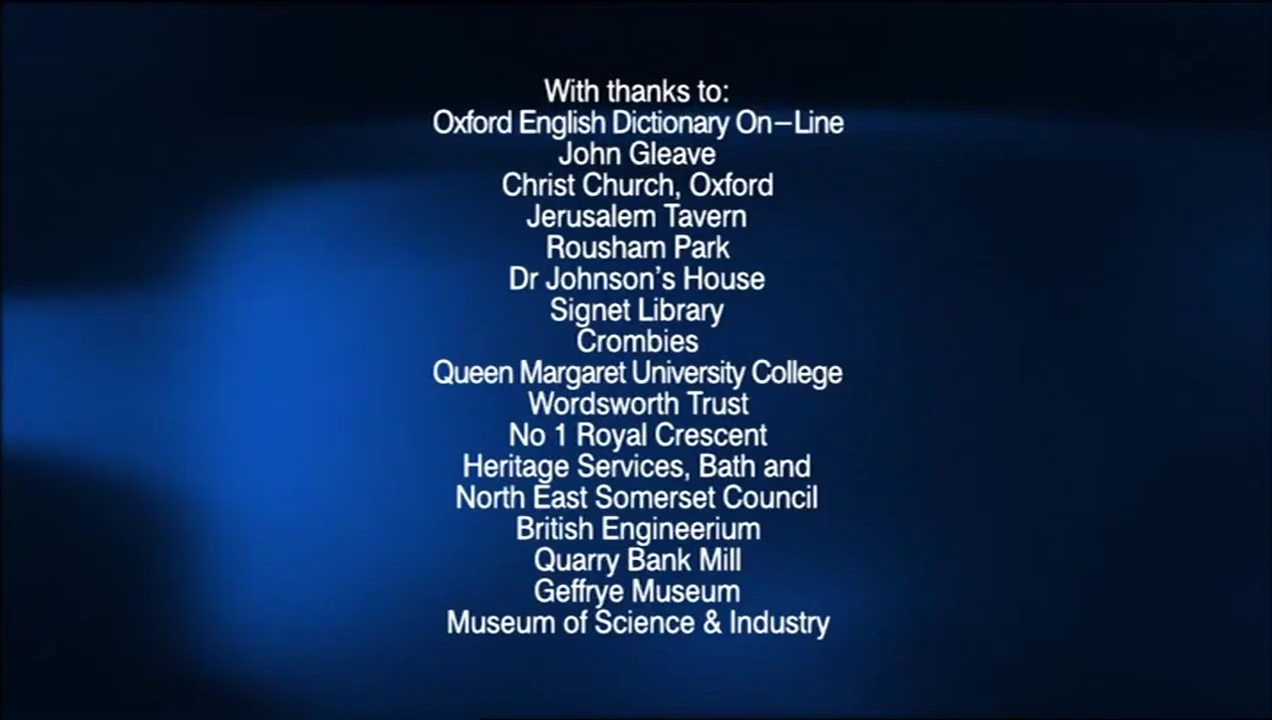 With thanks to:
Oxford English Dictionary On–Line
John Gleave
Christ Church, Oxford
Jerusalem Tavern
Rousham Park
Dr Johnson's House
Signet Library
Crombies
Queen Margaret University College
Wordsworth Trust
No 1 Royal Crescent
Heritage Services, Bath and
North East Somerset Council
British Engineerium
Quarry Bank Mill
Geffrye Museum
Museum of Science & Industry